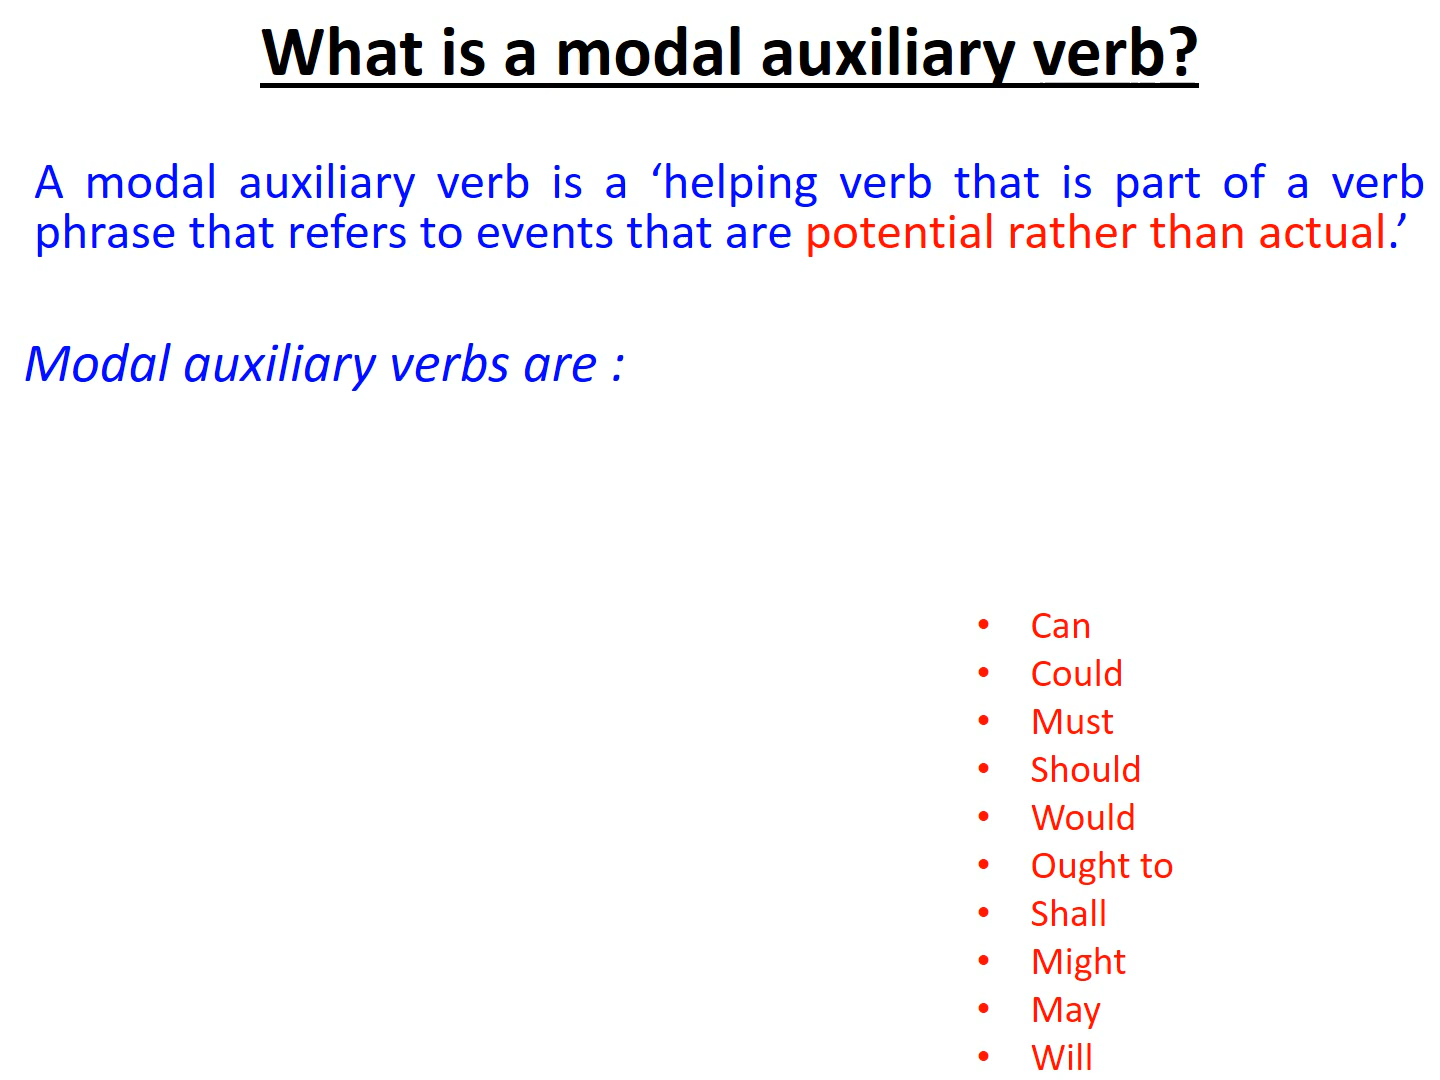 What is a modal auxiliary verb?
A modal auxiliary verb is a ‘helping verb that is part of a verb
phrase that refers to events that are potential rather than actual.’
Modal auxiliary verbs are :
• Can
• Could
• Must
• Should
• Would
• Ought to
• Shall
• Might
• May
• Will